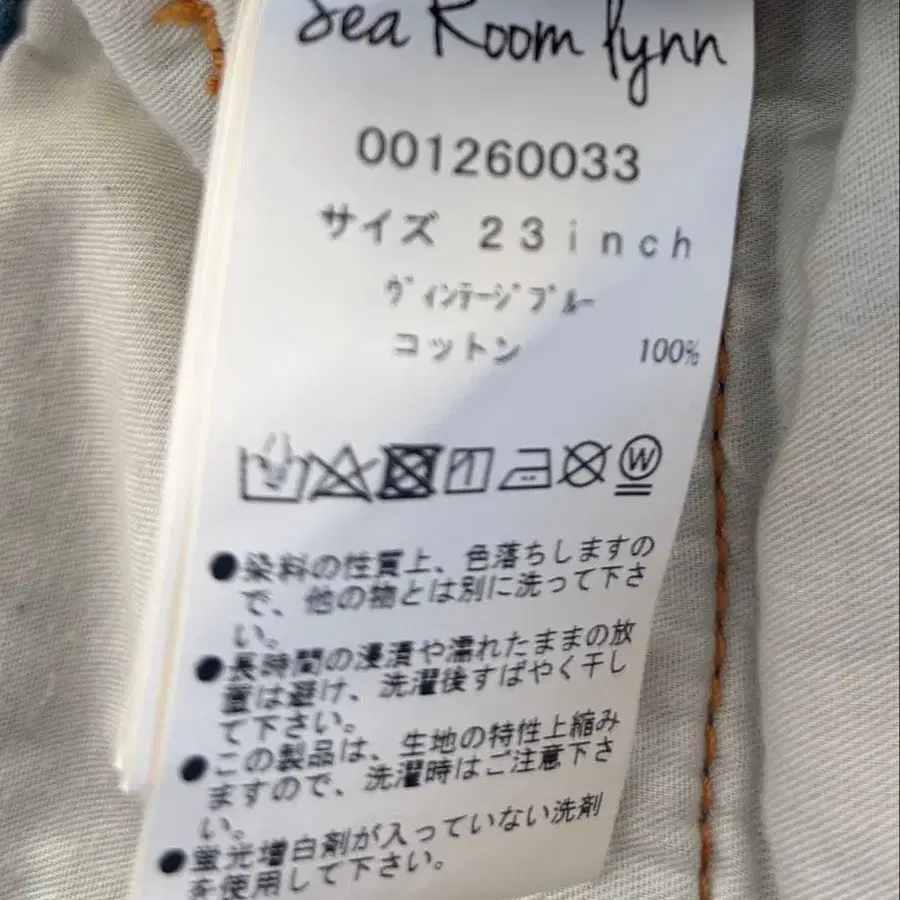 Sea Room lynn
001260033
サイズ 23inch
ヴィンテージブルー
コットン 100%
W
●染料の性質上、色落ちしますの
で、他の物とは別に洗って下さ
い。
●長時間の浸漬や濡れたままの放
置は避け、洗濯後すばやく干し
て下さい。
●この製品は、生地の特性上縮み
ますので、洗濯時はご注意下さ
い。
●蛍光増白剤が入っていない洗剤
を使用して下さい。